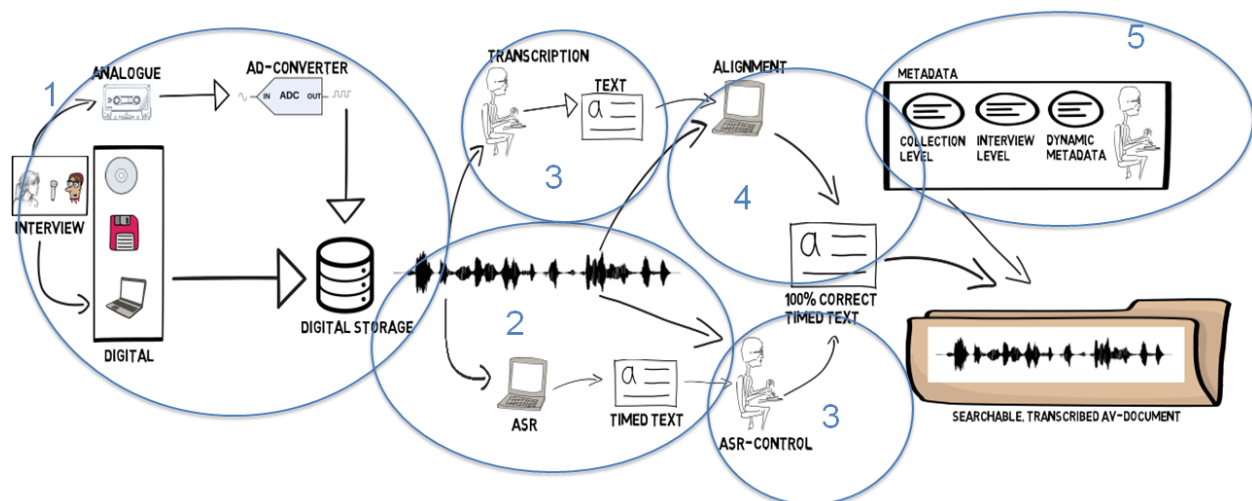 1
ANALOGUE
AD-CONVERTER
IN ADC OUT
INTERVIEW
DIGITAL
DIGITAL STORAGE
TRANSCRIPTION
TEXT
a
3
2
ASR
a
TIMED TEXT
ALIGNMENT
4
a
100% CORRECT
TIMED TEXT
3
ASR-CONTROL
5
METADATA
COLLECTION
LEVEL
INTERVIEW
LEVEL
DYNAMIC
METADATA
SEARCHABLE, TRANSCRIBED AV-DOCUMENT